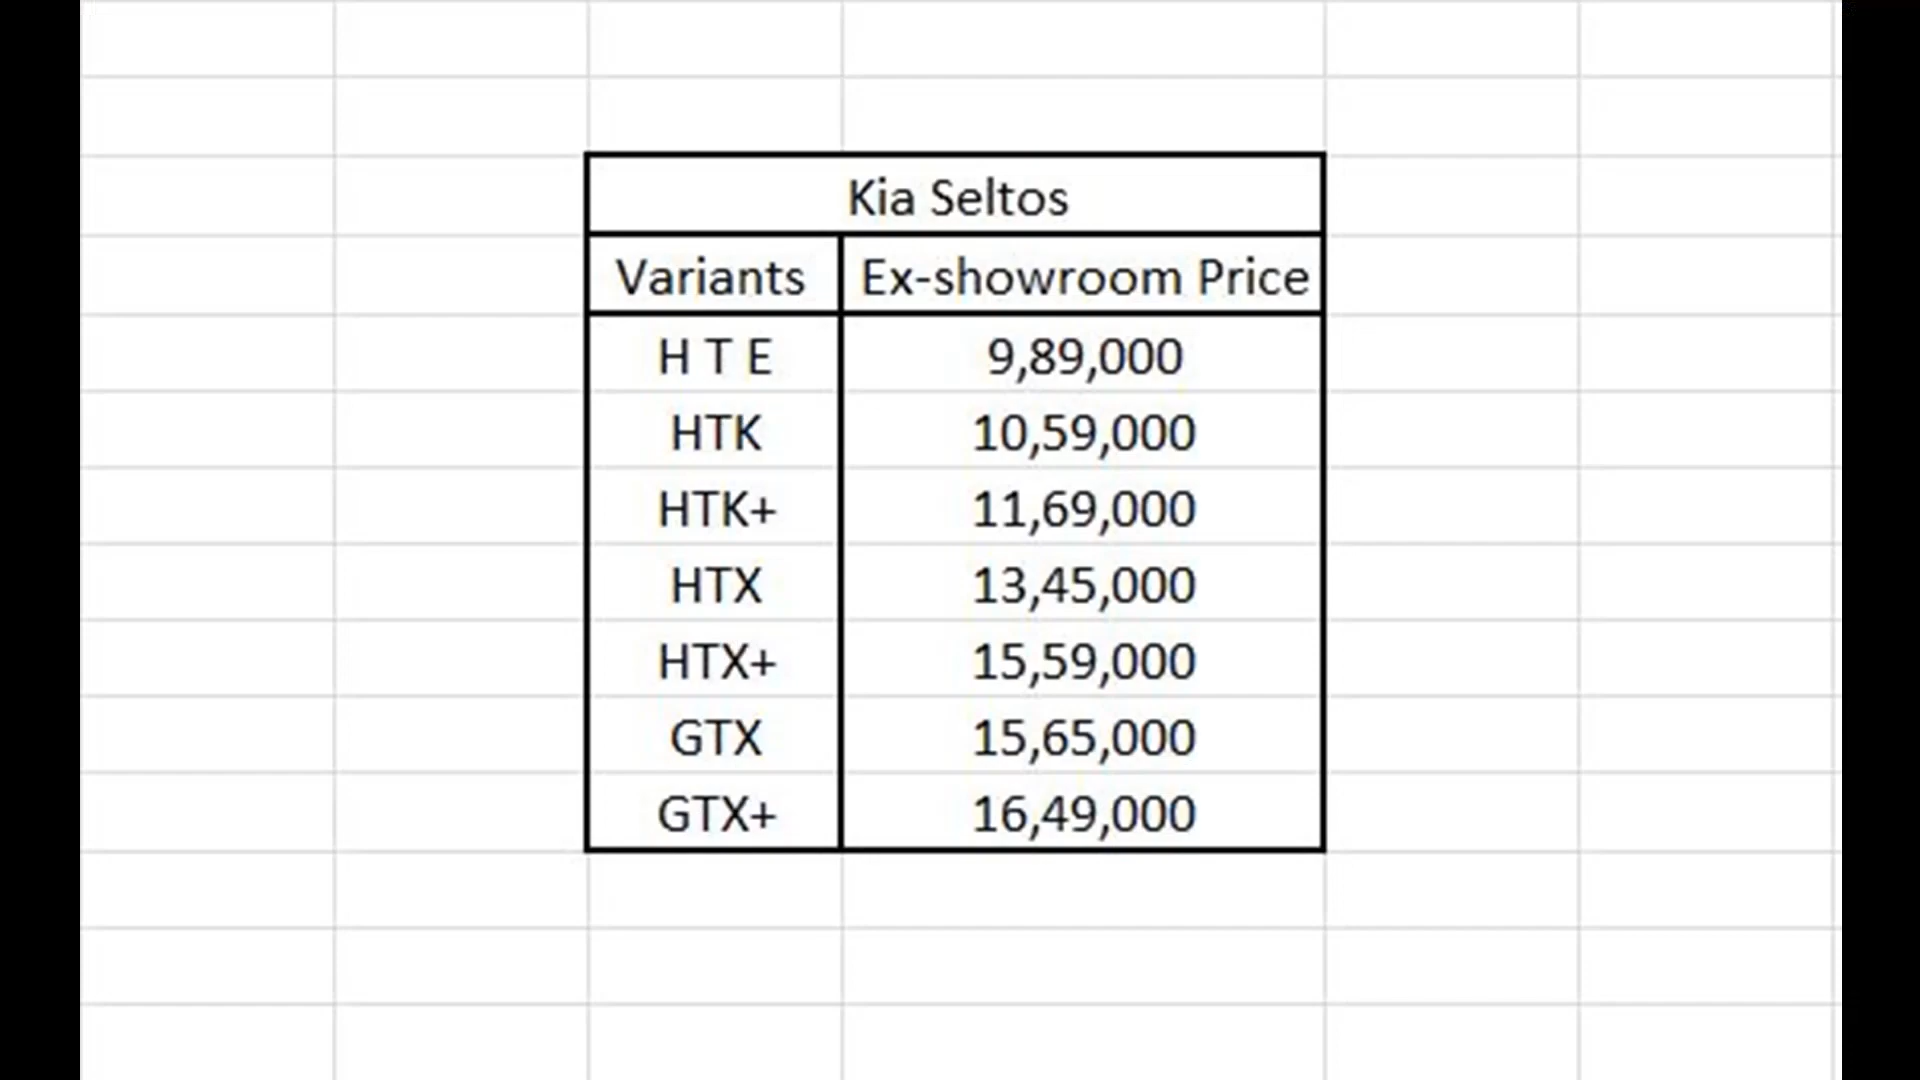 Kia Seltos
Variants Ex-showroom Price
H T E 9,89,000
HTK 10,59,000
HTK+ 11,69,000
HTX 13,45,000
HTX+ 15,59,000
GTX 15,65,000
GTX+ 16,49,000